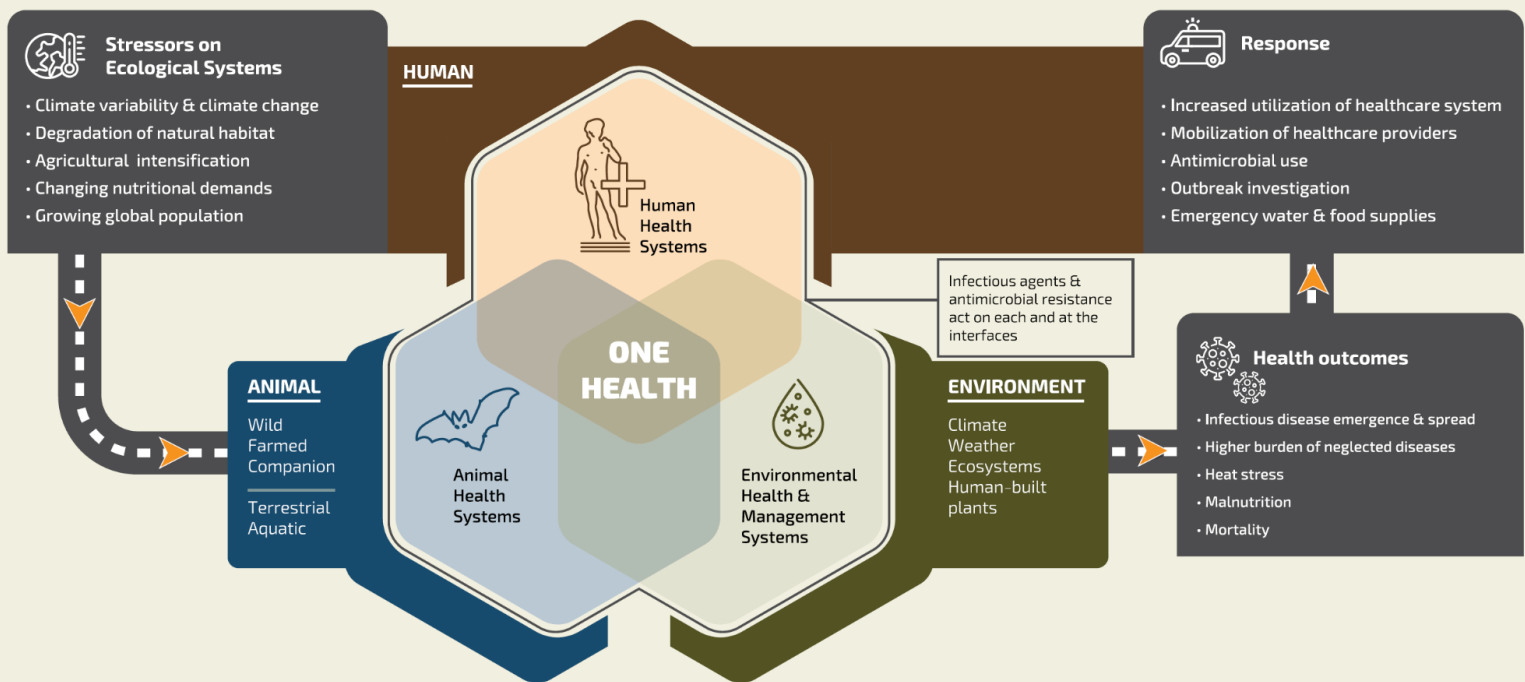 Stressors on
Ecological Systems
· Climate variability & climate change
· Degradation of natural habitat
· Agricultural intensification
· Changing nutritional demands
· Growing global population
HUMAN
Human
Health
Systems
Response
· Increased utilization of healthcare system
· Mobilization of healthcare providers
· Antimicrobial use
· Outbreak investigation
· Emergency water & food supplies
Infectious agents &
antimicrobial resistance
act on each and at the
interfaces
ONE
HEALTH
ANIMAL
Wild
Farmed
Companion
Terrestrial
Aquatic
Animal
Health
Systems
Environmental
Health &
Management
Systems
ENVIRONMENT
Climate
Weather
Ecosystems
Human-built
plants
Health outcomes
· Infectious disease emergence & spread
· Higher burden of neglected diseases
· Heat stress
· Malnutrition
· Mortality